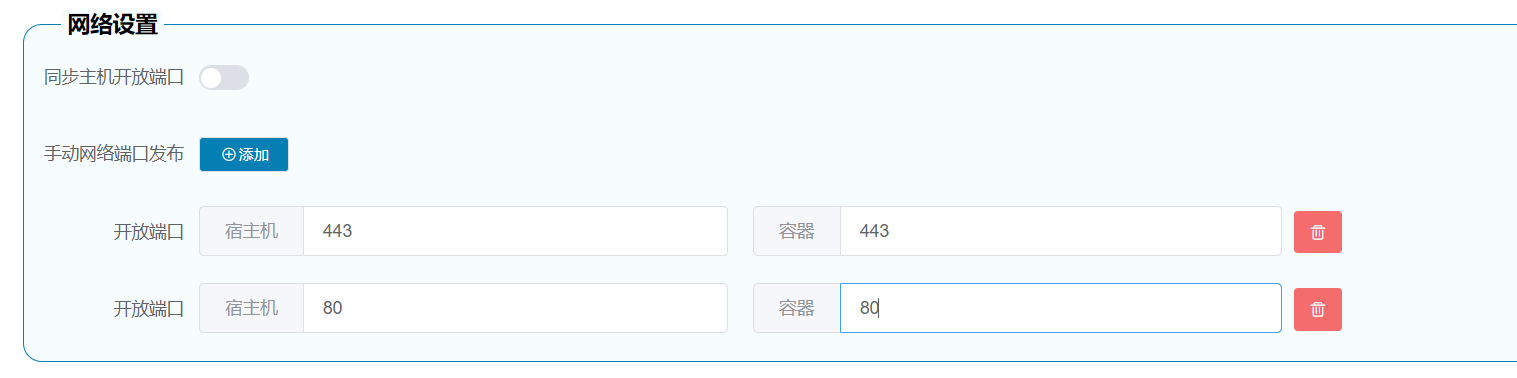 网络设置
同步主机开放端口
手动网络端口发布 添加
开放端口 宿主机 443 容器 443
开放端口 宿主机 80 容器 80